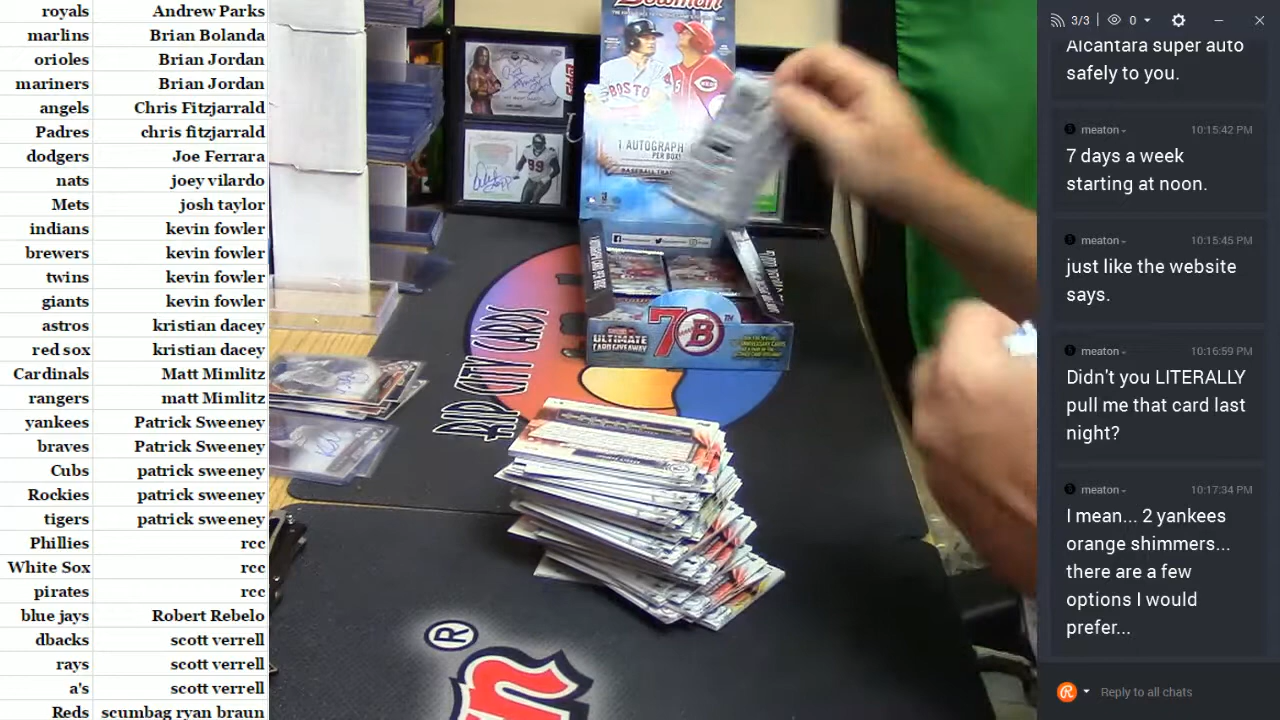 royals Andrew Parks
marlins Brian Bolanda
orioles Brian Jordan
mariners Brian Jordan
angels Chris Fitzjarrald
Padres chris fitzjarrald
dodgers Joe Ferrara
nats joey vilardo
Mets josh taylor
indians kevin fowler
brewers kevin fowler
twins kevin fowler
giants kevin fowler
astros kristian dacey
red sox kristian dacey
Cardinals Matt Mimlitz
rangers matt Mimlitz
yankees Patrick Sweeney
braves Patrick Sweeney
Cubs patrick sweeney
Rockies patrick sweeney
tigers patrick sweeney
Phillies rcc
White Sox rcc
pirates rcc
blue jays Robert Rebelo
dbacks scott verrell
rays scott verrell
a's scott verrell
Reds scumbag ryan braun
Bowman
BOSTON
1 AUTOGRAPH
PER BOX!
ULTIMATE
CARD GIVEAWAY
70 B
TM
RIP CITY CARDS
®
3/3 | 0
Alcantara super auto
safely to you.
meaton 10:15:42 PM
7 days a week
starting at noon.
meaton 10:15:45 PM
just like the website
says.
meaton 10:16:59 PM
Didn't you LITERALLY
pull me that card last
night?
meaton 10:17:34 PM
I mean... 2 yankees
orange shimmers...
there are a few
options I would
prefer...
Reply to all chats